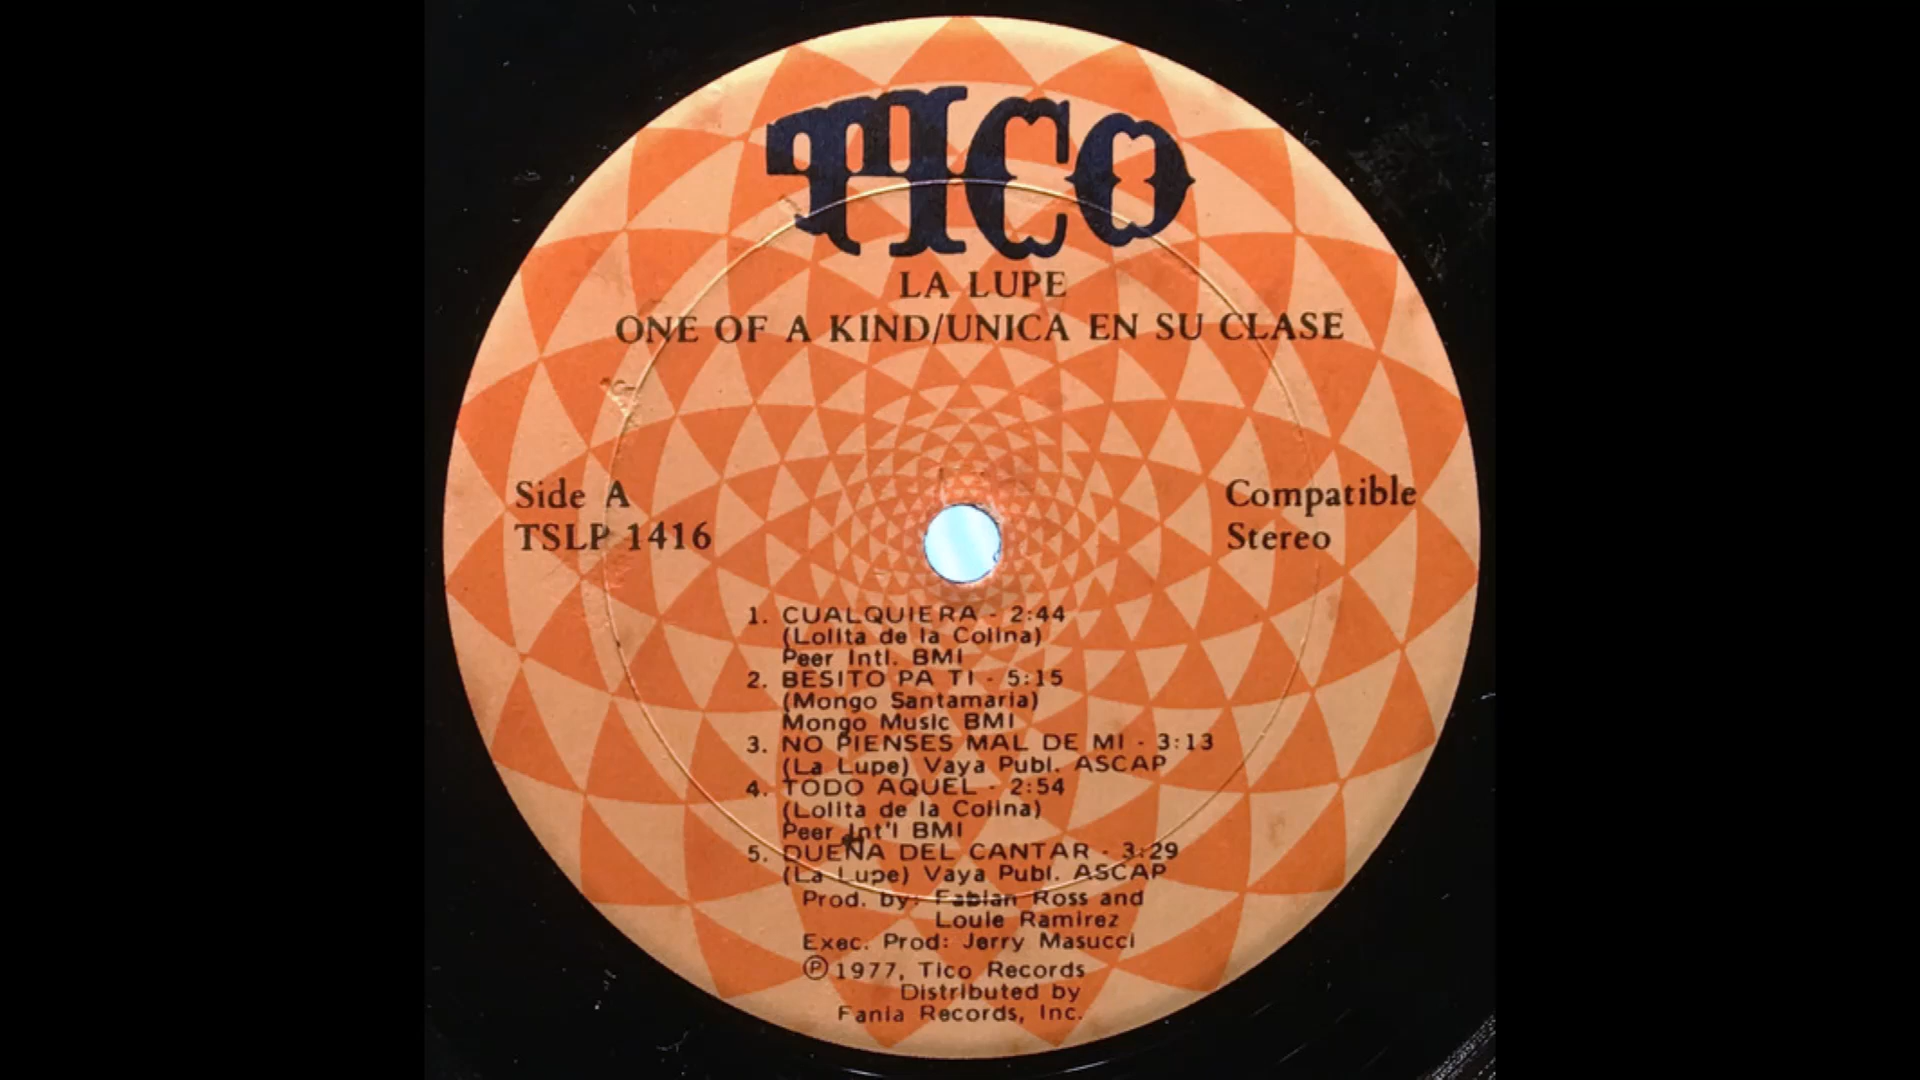 TICO
LA LUPE
ONE OF A KIND/UNICA EN SU CLASE
Side A
TSLP 1416
Compatible
Stereo
1. CUALQUIERA - 2:44
(Lolita de la Colina)
Peer Intl. BMI
2. BESITO PA TI - 5:15
(Mongo Santamaria)
Mongo Music BMI
3. NO PIENSES MAL DE MI - 3:13
(La Lupe) Vaya Publ. ASCAP
4. TODO AQUEL - 2:54
(Lolita de la Colina)
Peer Int'l BMI
5. DUEÑA DEL CANTAR - 3:29
(La Lupe) Vaya Publ. ASCAP
Prod. by: Fabian Ross and
Louie Ramirez
Exec. Prod: Jerry Masucci
Ⓟ 1977, Tico Records
Distributed by
Fania Records, Inc.